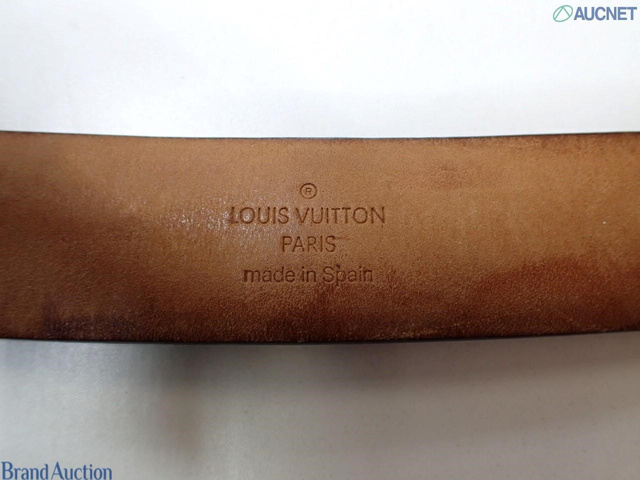 AUCNET
®
LOUIS VUITTON
PARIS
made in Spain
Brand Auction